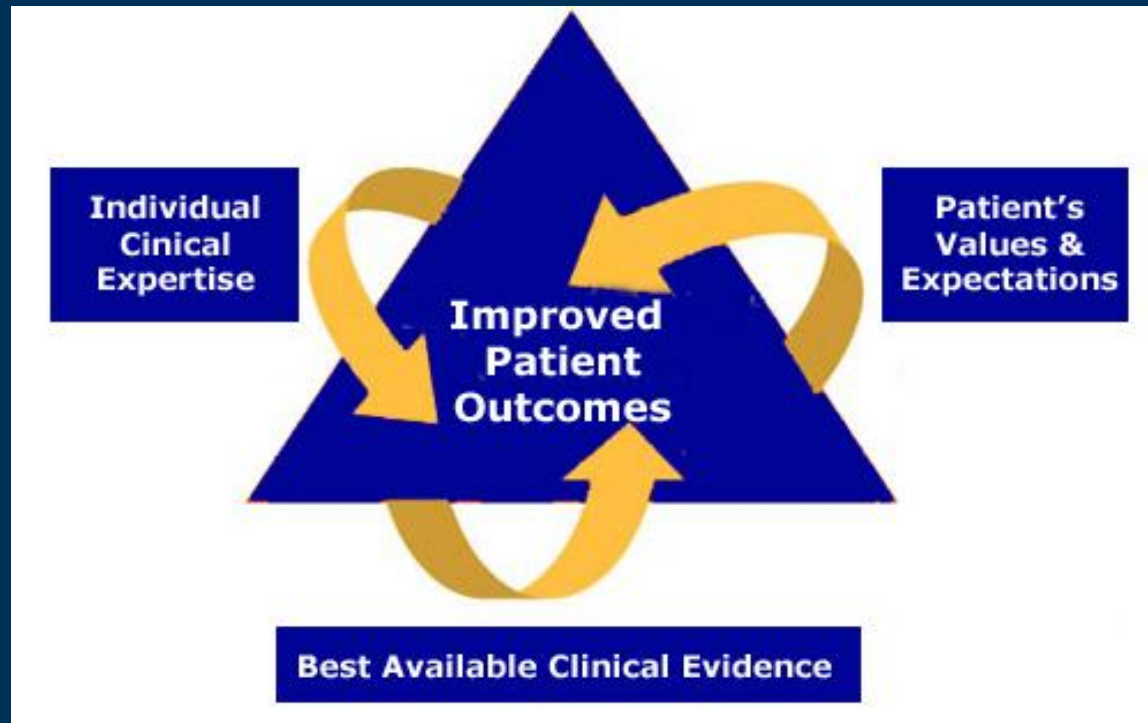 Individual
Cinical
Expertise
Patient's
Values &
Expectations
Improved
Patient
Outcomes
Best Available Clinical Evidence